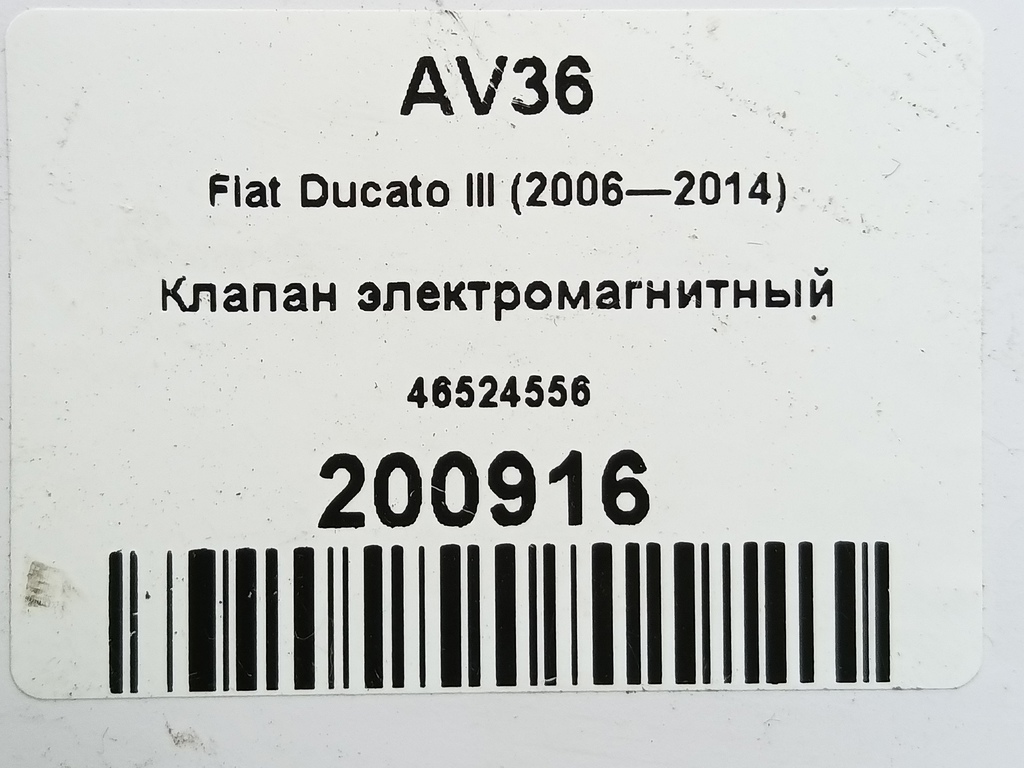 AV36
Fiat Ducato III (2006—2014)
Клапан электромагнитный
46524556
200916